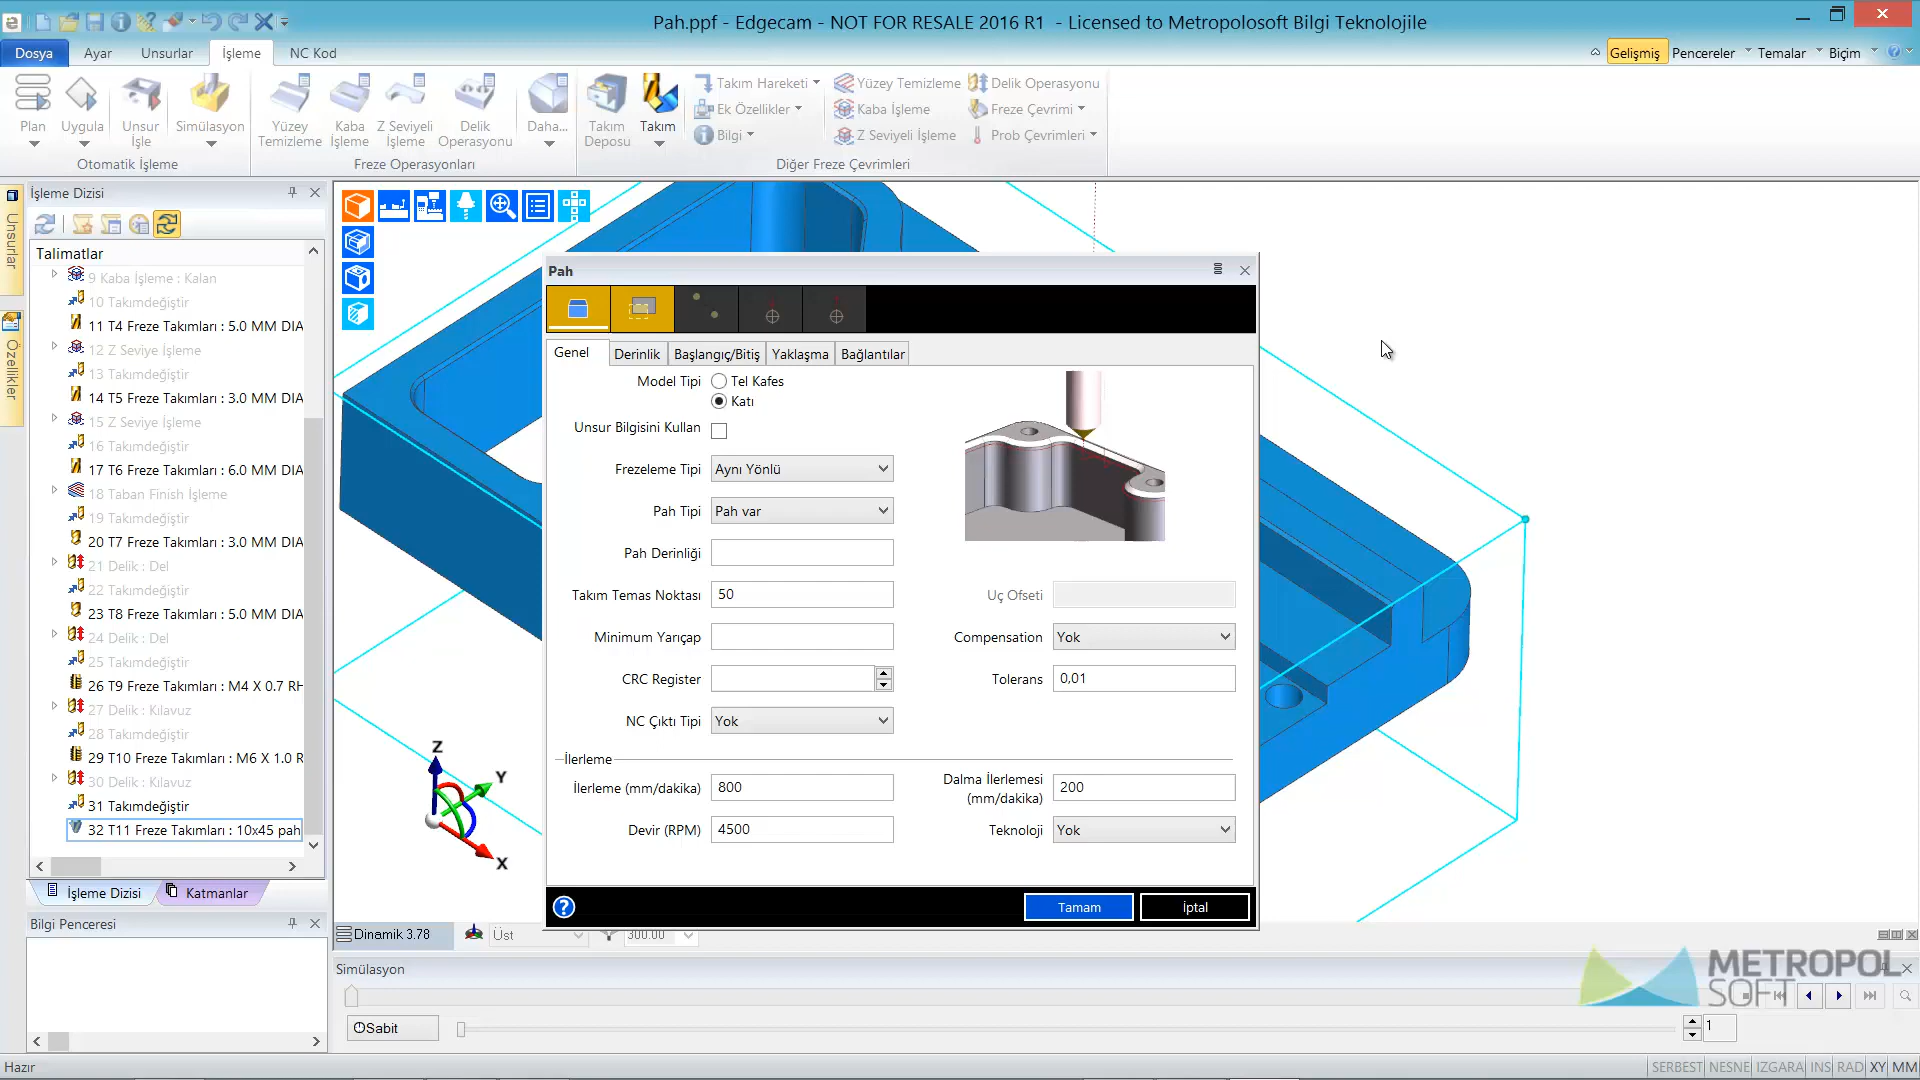 Pah.ppf - Edgecam - NOT FOR RESALE 2016 R1 - Licensed to Metropolosoft Bilgi Teknolojile
Dosya Ayar Unsurlar İşleme NC Kod Gelişmiş Pencereler Temalar Biçim
Plan
Uygula
Unsur İşle
Simülasyon
Otomatik İşleme
Yüzey Temizleme
Kaba İşleme
Z Seviyeli İşleme
Delik Operasyonu
Daha...
Freze Operasyonları
Takım Deposu
Takım
Takım Hareketi
Ek Özellikler
Bilgi
Yüzey Temizleme
Kaba İşleme
Z Seviyeli İşleme
Delik Operasyonu
Freze Çevrimi
Prob Çevrimleri
Diğer Freze Çevrimleri
Unsurlar
Özellikler
İşleme Dizisi
Talimatlar
9 Kaba İşleme : Kalan
10 Takımdeğiştir
11 T4 Freze Takımları : 5.0 MM DIA
12 Z Seviye İşleme
13 Takımdeğiştir
14 T5 Freze Takımları : 3.0 MM DIA
15 Z Seviye İşleme
16 Takımdeğiştir
17 T6 Freze Takımları : 6.0 MM DIA
18 Taban Finish İşleme
19 Takımdeğiştir
20 T7 Freze Takımları : 3.0 MM DIA
21 Delik : Del
22 Takımdeğiştir
23 T8 Freze Takımları : 5.0 MM DIA
24 Delik : Del
25 Takımdeğiştir
26 T9 Freze Takımları : M4 X 0.7 RH
27 Delik : Kılavuz
28 Takımdeğiştir
29 T10 Freze Takımları : M6 X 1.0 R
30 Delik : Kılavuz
31 Takımdeğiştir
32 T11 Freze Takımları : 10x45 pah
İşleme Dizisi Katmanlar
Bilgi Penceresi
Pah
Genel Derinlik Başlangıç/Bitiş Yaklaşma Bağlantılar
Model Tipi Tel Kafes
Katı
Unsur Bilgisini Kullan
Frezeleme Tipi Aynı Yönlü
Pah Tipi Pah var
Pah Derinliği
Takım Temas Noktası 50 Uç Ofseti
Minimum Yarıçap Compensation Yok
CRC Register Tolerans 0,01
NC Çıktı Tipi Yok
İlerleme
İlerleme (mm/dakika) 800 Dalma İlerlemesi (mm/dakika) 200
Devir (RPM) 4500 Teknoloji Yok
Tamam İptal
Z
Y
X
Dinamik 3.78 Üst 300.00
Simülasyon
METROPOL
SOFT
Sabit 1
Hazır SERBEST NESNE IZGARA INS RAD XY MM